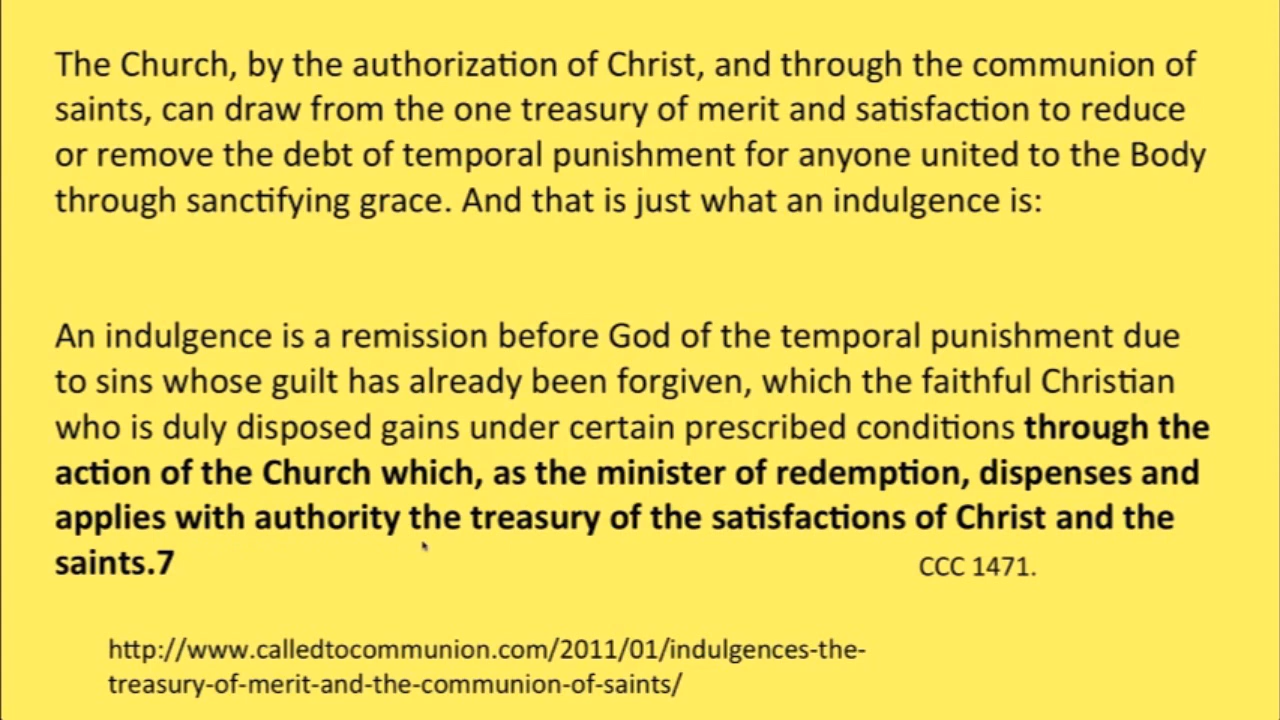 The Church, by the authorization of Christ, and through the communion of
saints, can draw from the one treasury of merit and satisfaction to reduce
or remove the debt of temporal punishment for anyone united to the Body
through sanctifying grace. And that is just what an indulgence is:
An indulgence is a remission before God of the temporal punishment due
to sins whose guilt has already been forgiven, which the faithful Christian
who is duly disposed gains under certain prescribed conditions through the
action of the Church which, as the minister of redemption, dispenses and
applies with authority the treasury of the satisfactions of Christ and the
saints.7 CCC 1471.
http://www.calledtocommunion.com/2011/01/indulgences-the-
treasury-of-merit-and-the-communion-of-saints/